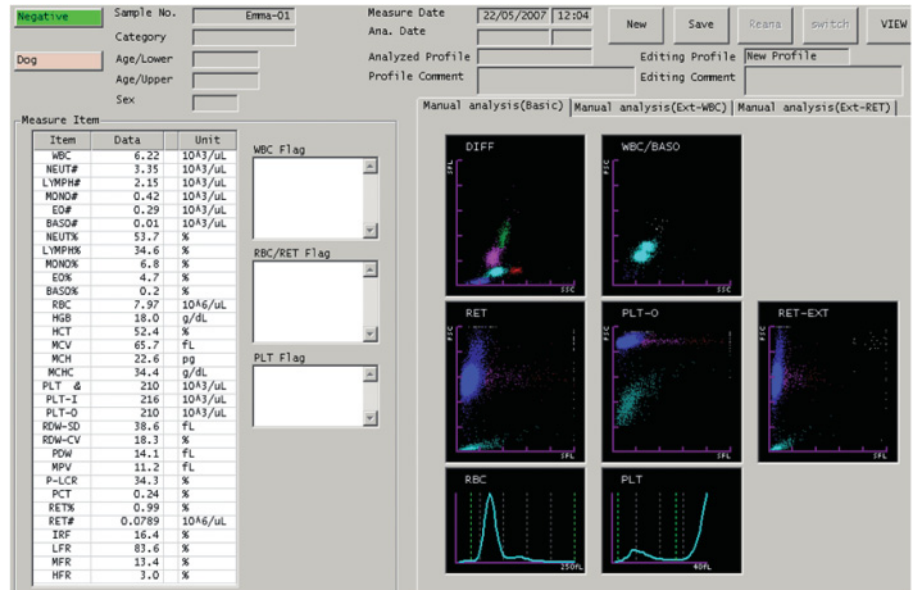 Negative
Sample No. Emma-01
Measure Date 22/05/2007 12:04
New Save Reana switch VIEW
Category
Ana. Date
Dog
Age/Lower
Analyzed Profile
Editing Profile New Profile
Age/Upper
Profile Comment
Editing Comment
Sex
Manual analysis(Basic) Manual analysis(Ext-WBC) Manual analysis(Ext-RET)
Measure Item
Item Data Unit
WBC 6.22 10^3/uL
NEUT# 3.35 10^3/uL
LYMPH# 2.15 10^3/uL
MONO# 0.42 10^3/uL
EO# 0.29 10^3/uL
BASO# 0.01 10^3/uL
NEUT% 53.7 %
LYMPH% 34.6 %
MONO% 6.8 %
EO% 4.7 %
BASO% 0.2 %
RBC 7.97 10^6/uL
HGB 18.0 g/dL
HCT 52.4 %
MCV 65.7 fL
MCH 22.6 pg
MCHC 34.4 g/dL
PLT & 210 10^3/uL
PLT-I 216 10^3/uL
PLT-O 210 10^3/uL
RDW-SD 38.6 fL
RDW-CV 18.3 %
PDW 14.1 fL
MPV 11.2 fL
P-LCR 34.3 %
PCT 0.24 %
RET% 0.99 %
RET# 0.0789 10^6/uL
IRF 16.4 %
LFR 83.6 %
MFR 13.4 %
HFR 3.0 %
WBC Flag
RBC/RET Flag
PLT Flag
DIFF
SFL
SSC
WBC/BASO
FSC
SSC
RET
FSC
SFL
PLT-O
FSC
SFL
RET-EXT
FSC
SFL
RBC
250fL
PLT
40fL